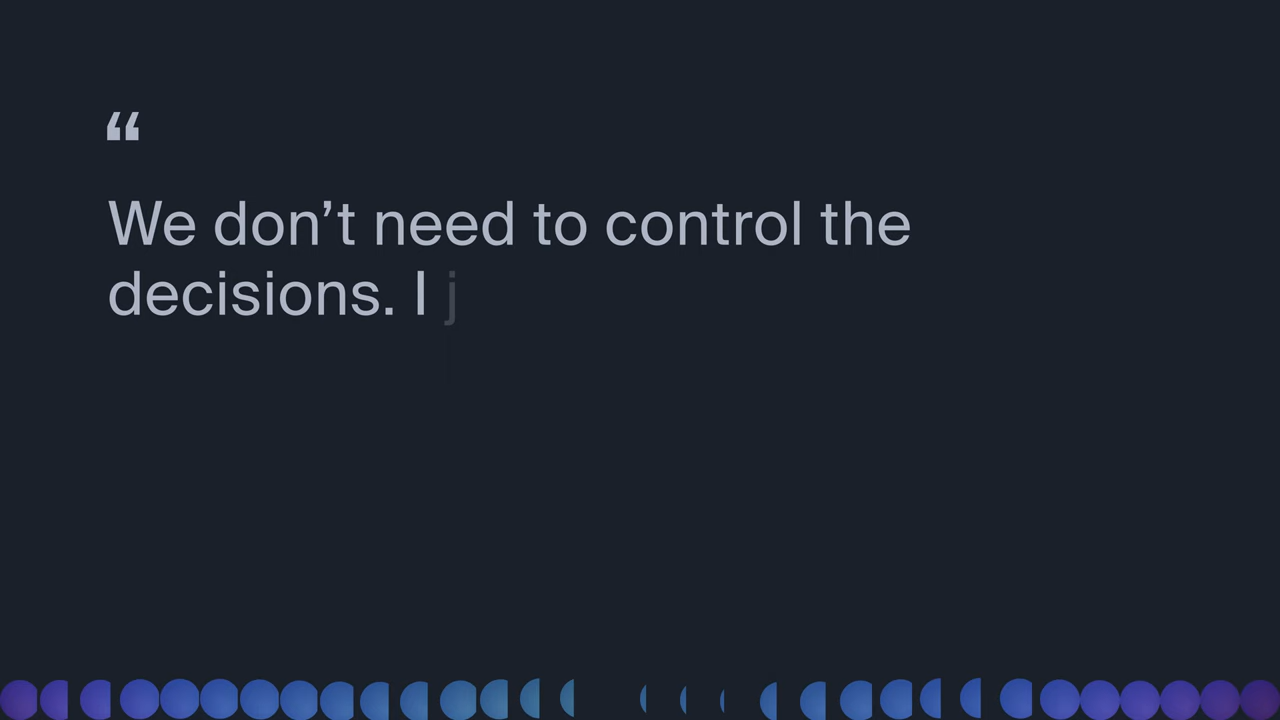 “
We don’t need to control the
decisions. I j